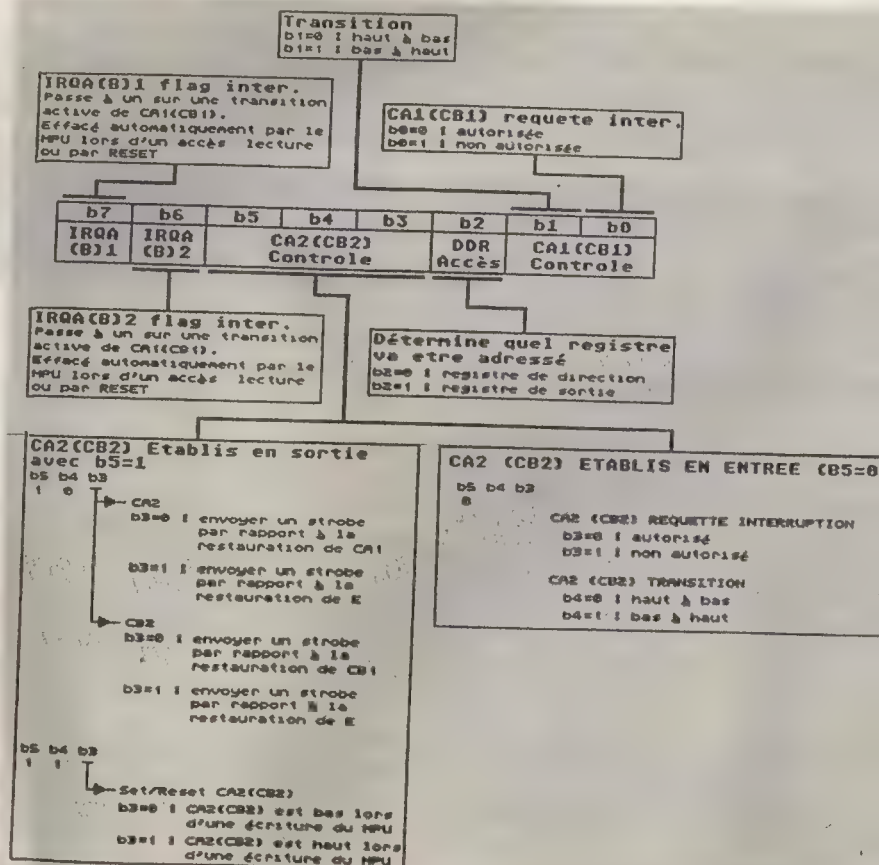 Transition
b1=0 : haut à bas
b1=1 : bas à haut
IRQA(B)1 flag inter.
Passe à un sur une transition
active de CA1(CB1).
Effacé automatiquement par le
MPU lors d'un accès lecture
ou par RESET
CA1(CB1) requete inter.
b0=0 : autorisée
b0=1 : non autorisée
b7 b6 b5 b4 b3 b2 b1 b0
IRQA IRQA CA2(CB2) DDR CA1(CB1)
(B)1 (B)2 Controle Accès Controle
IRQA(B)2 flag inter.
Passe à un sur une transition
active de CA1(CB1).
Effacé automatiquement par le
MPU lors d'un accès lecture
ou par RESET
Détermine quel registre
va etre adressé
b2=0 : registre de direction
b2=1 : registre de sortie
CA2(CB2) Etablis en sortie
avec b5=1
b5 b4 b3
1 0
CA2
b3=0 : envoyer un strobe
par rapport à la
restauration de CA1
b3=1 : envoyer un strobe
par rapport à la
restauration de E
CB2
b3=0 : envoyer un strobe
par rapport à la
restauration de CB1
b3=1 : envoyer un strobe
par rapport à la
restauration de E
b5 b4 b3
1 1
Set/Reset CA2(CB2)
b3=0 : CA2(CB2) est bas lors
d'une écriture du MPU
b3=1 : CA2(CB2) est haut lors
d'une écriture du MPU
CA2 (CB2) ETABLIS EN ENTREE (B5=0
b5 b4 b3
0
CA2 (CB2) REQUETTE INTERRUPTION
b3=0 : autorisé
b3=1 : non autorisé
CA2 (CB2) TRANSITION
b4=0 : haut à bas
b4=1 : bas à haut